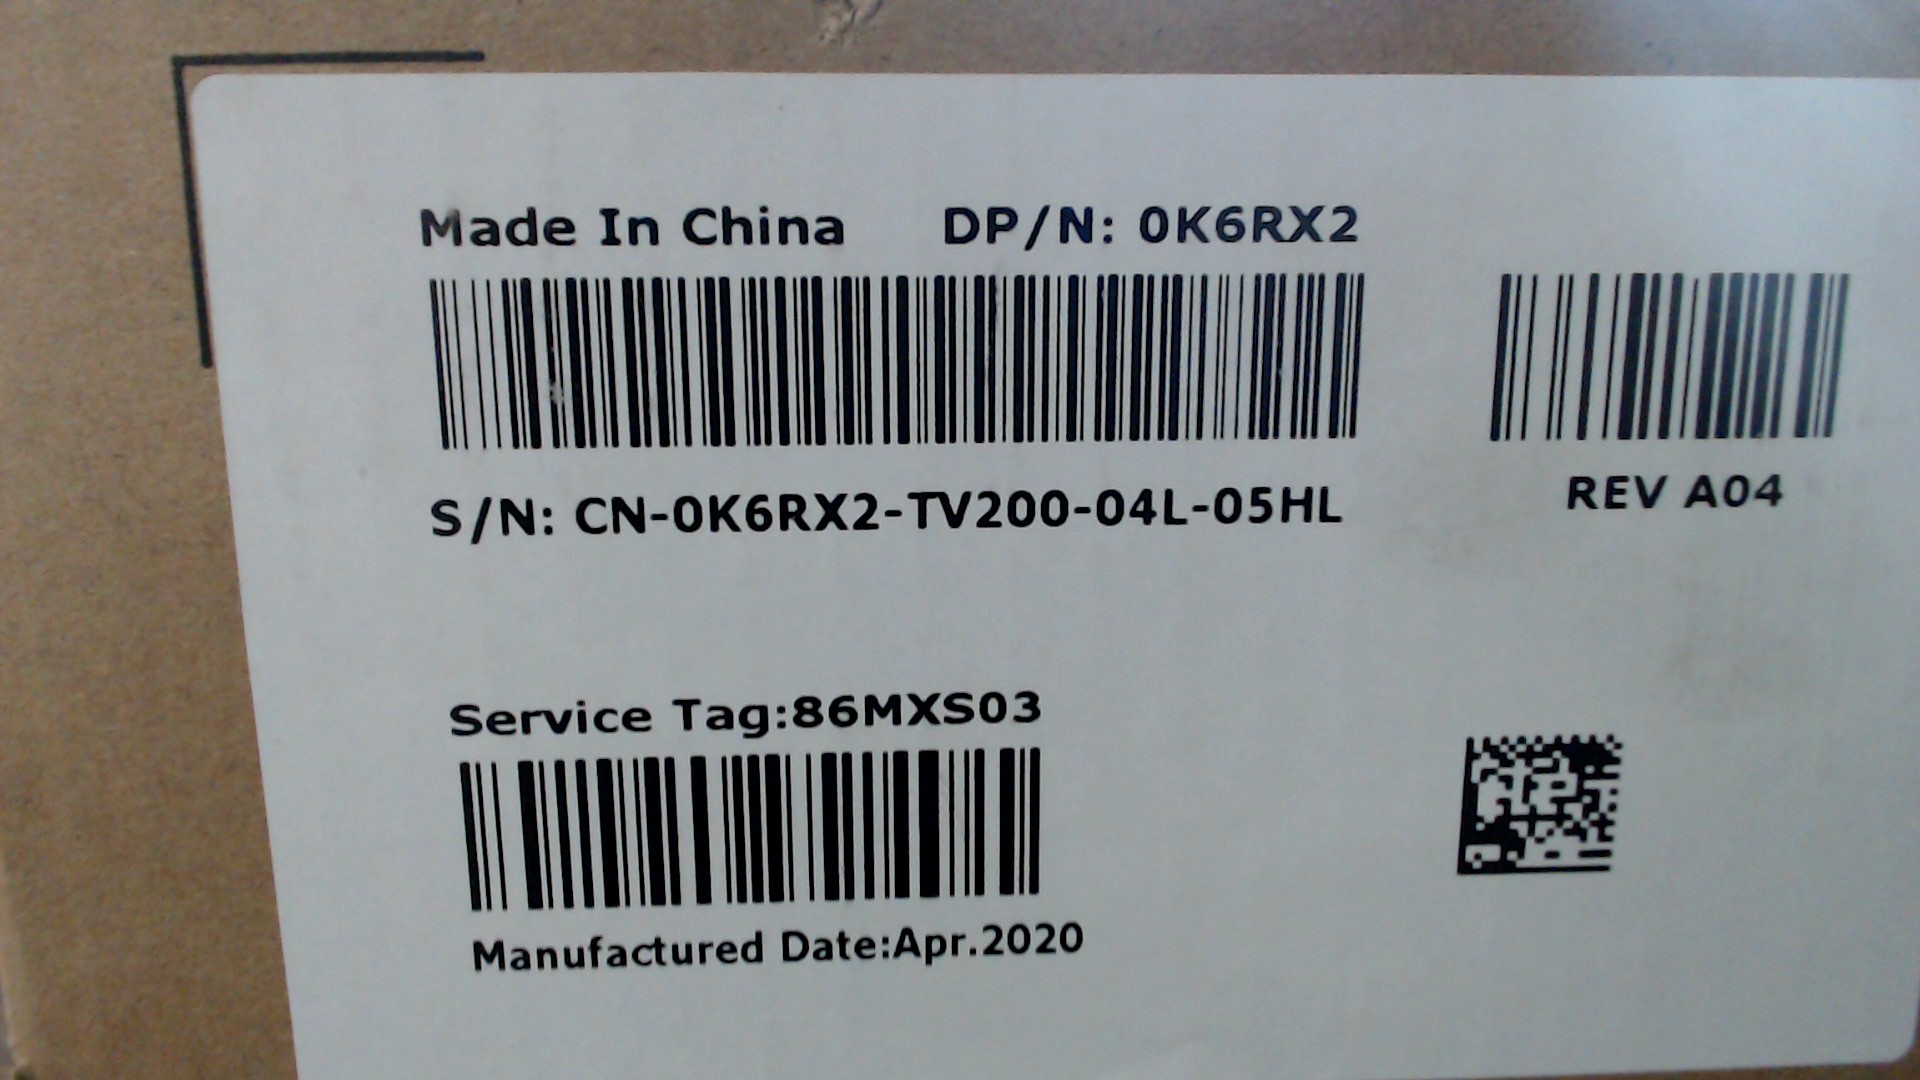 Made In China DP/N: 0K6RX2
S/N: CN-0K6RX2-TV200-04L-05HL
REV A04
Service Tag:86MXS03
Manufactured Date:Apr.2020